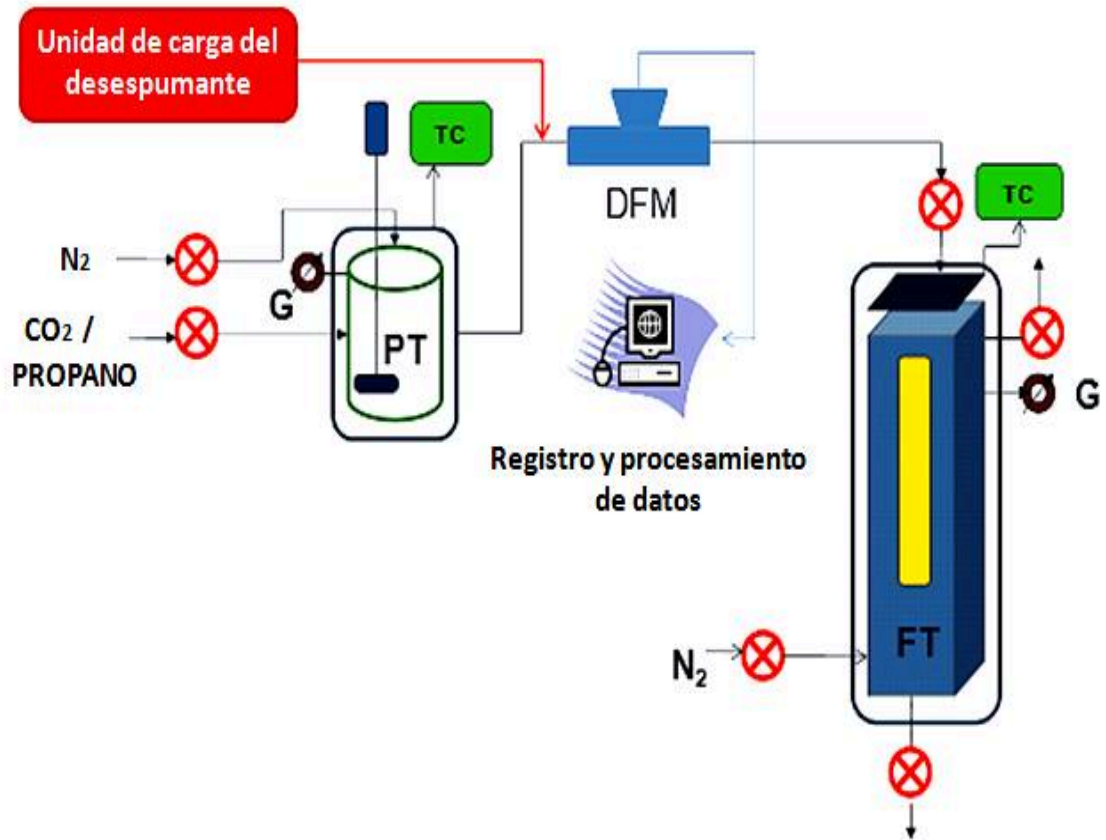 Unidad de carga del
desespumante
TC
DFM
TC
N2
G
CO2 /
PROPANO
PT
G
Registro y procesamiento
de datos
FT
N2